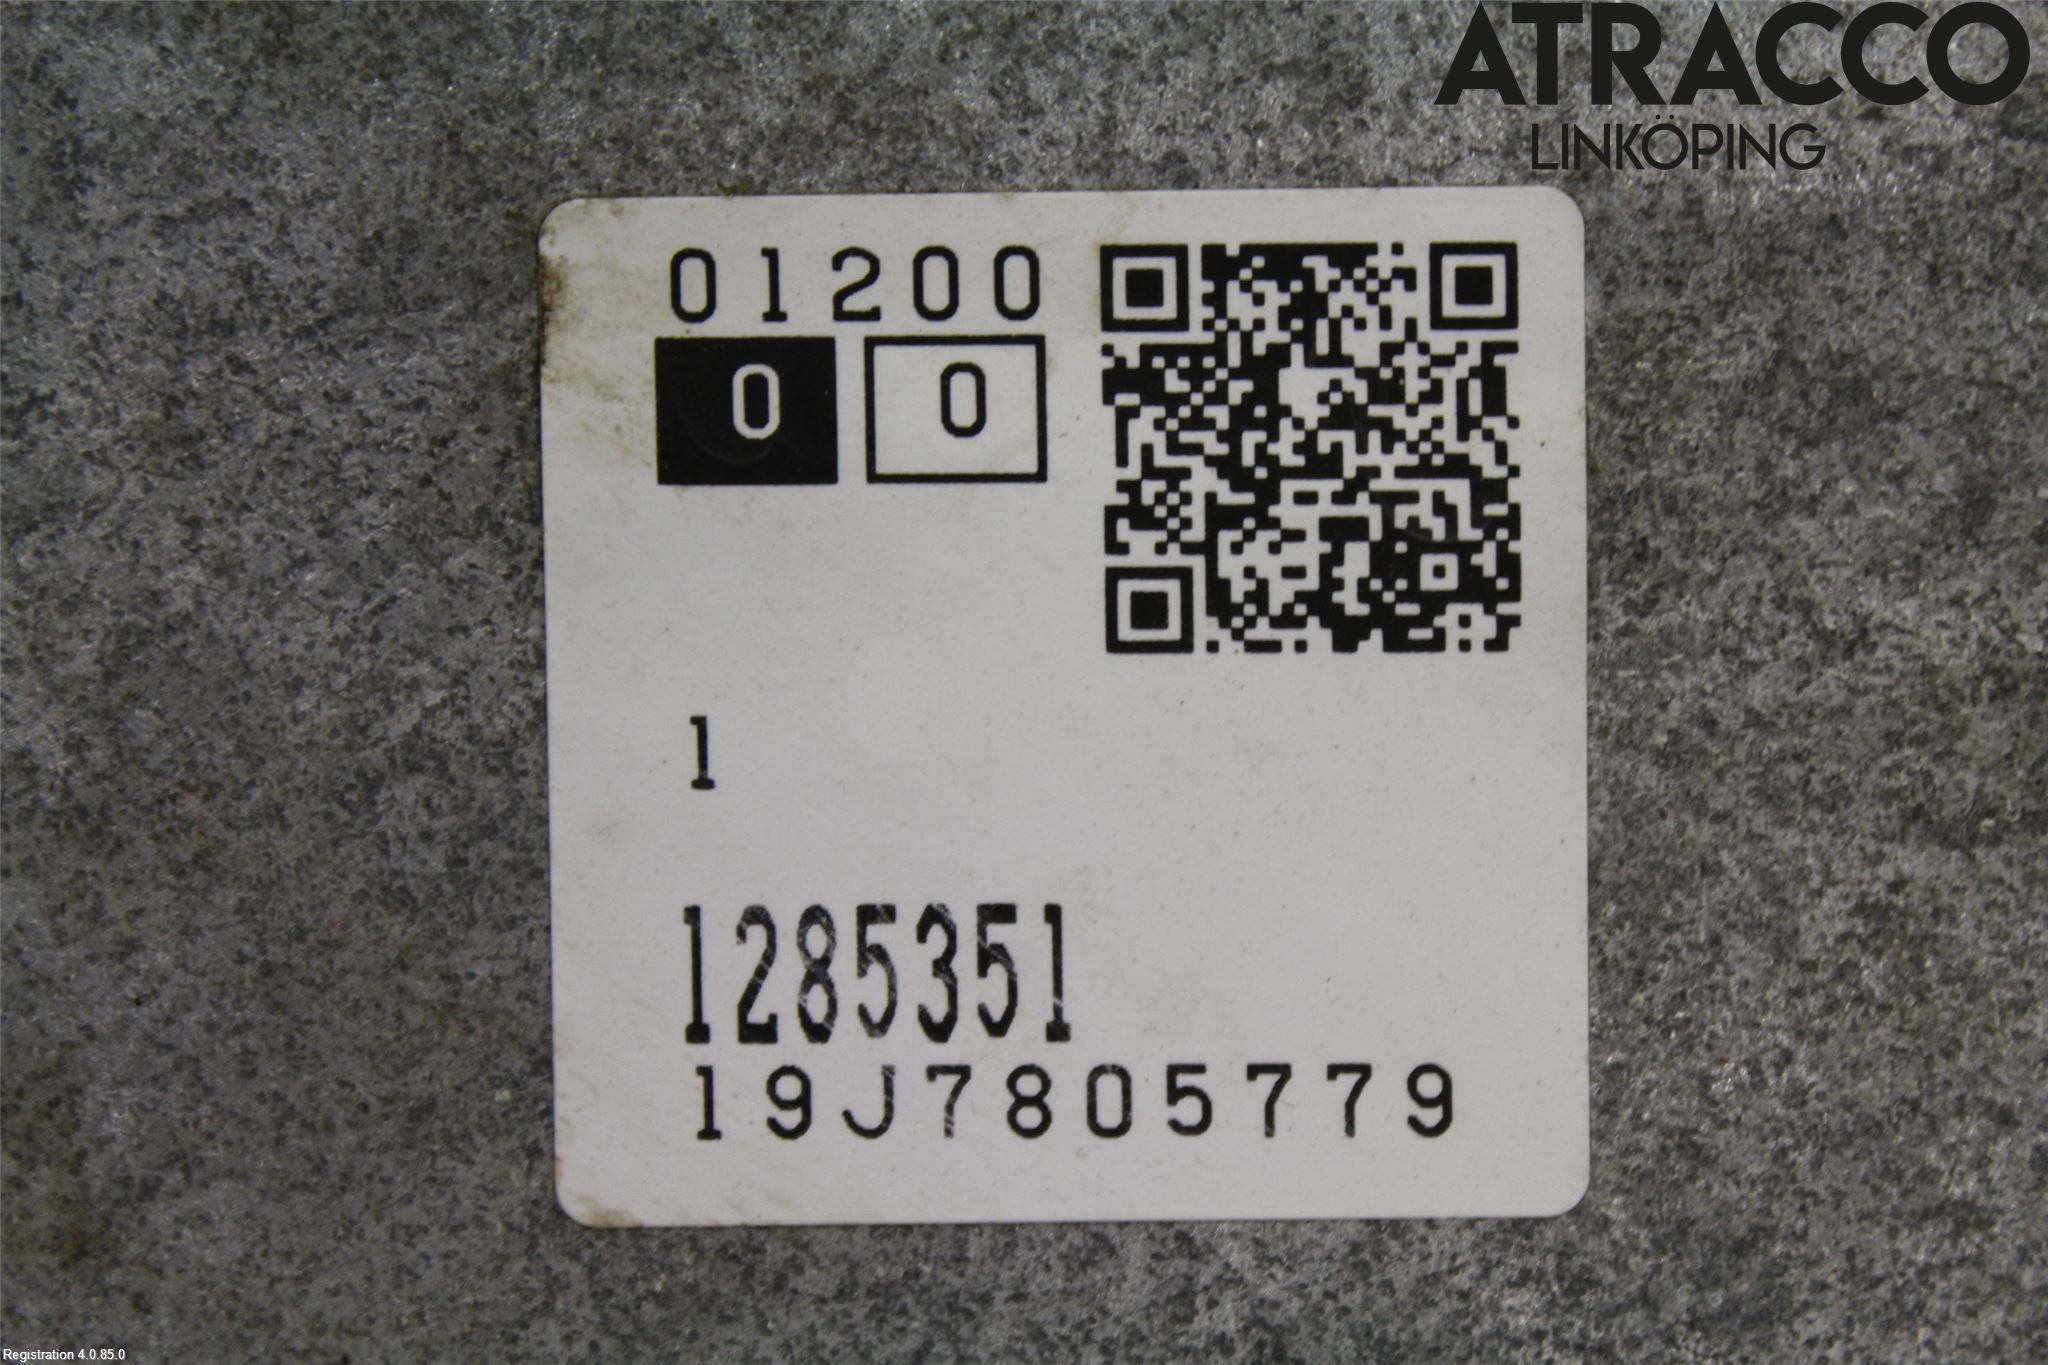 ATRACCO
LINKÖPING
01200
0 0
1
1285351
19J7805779
Registration 4.0.85.0